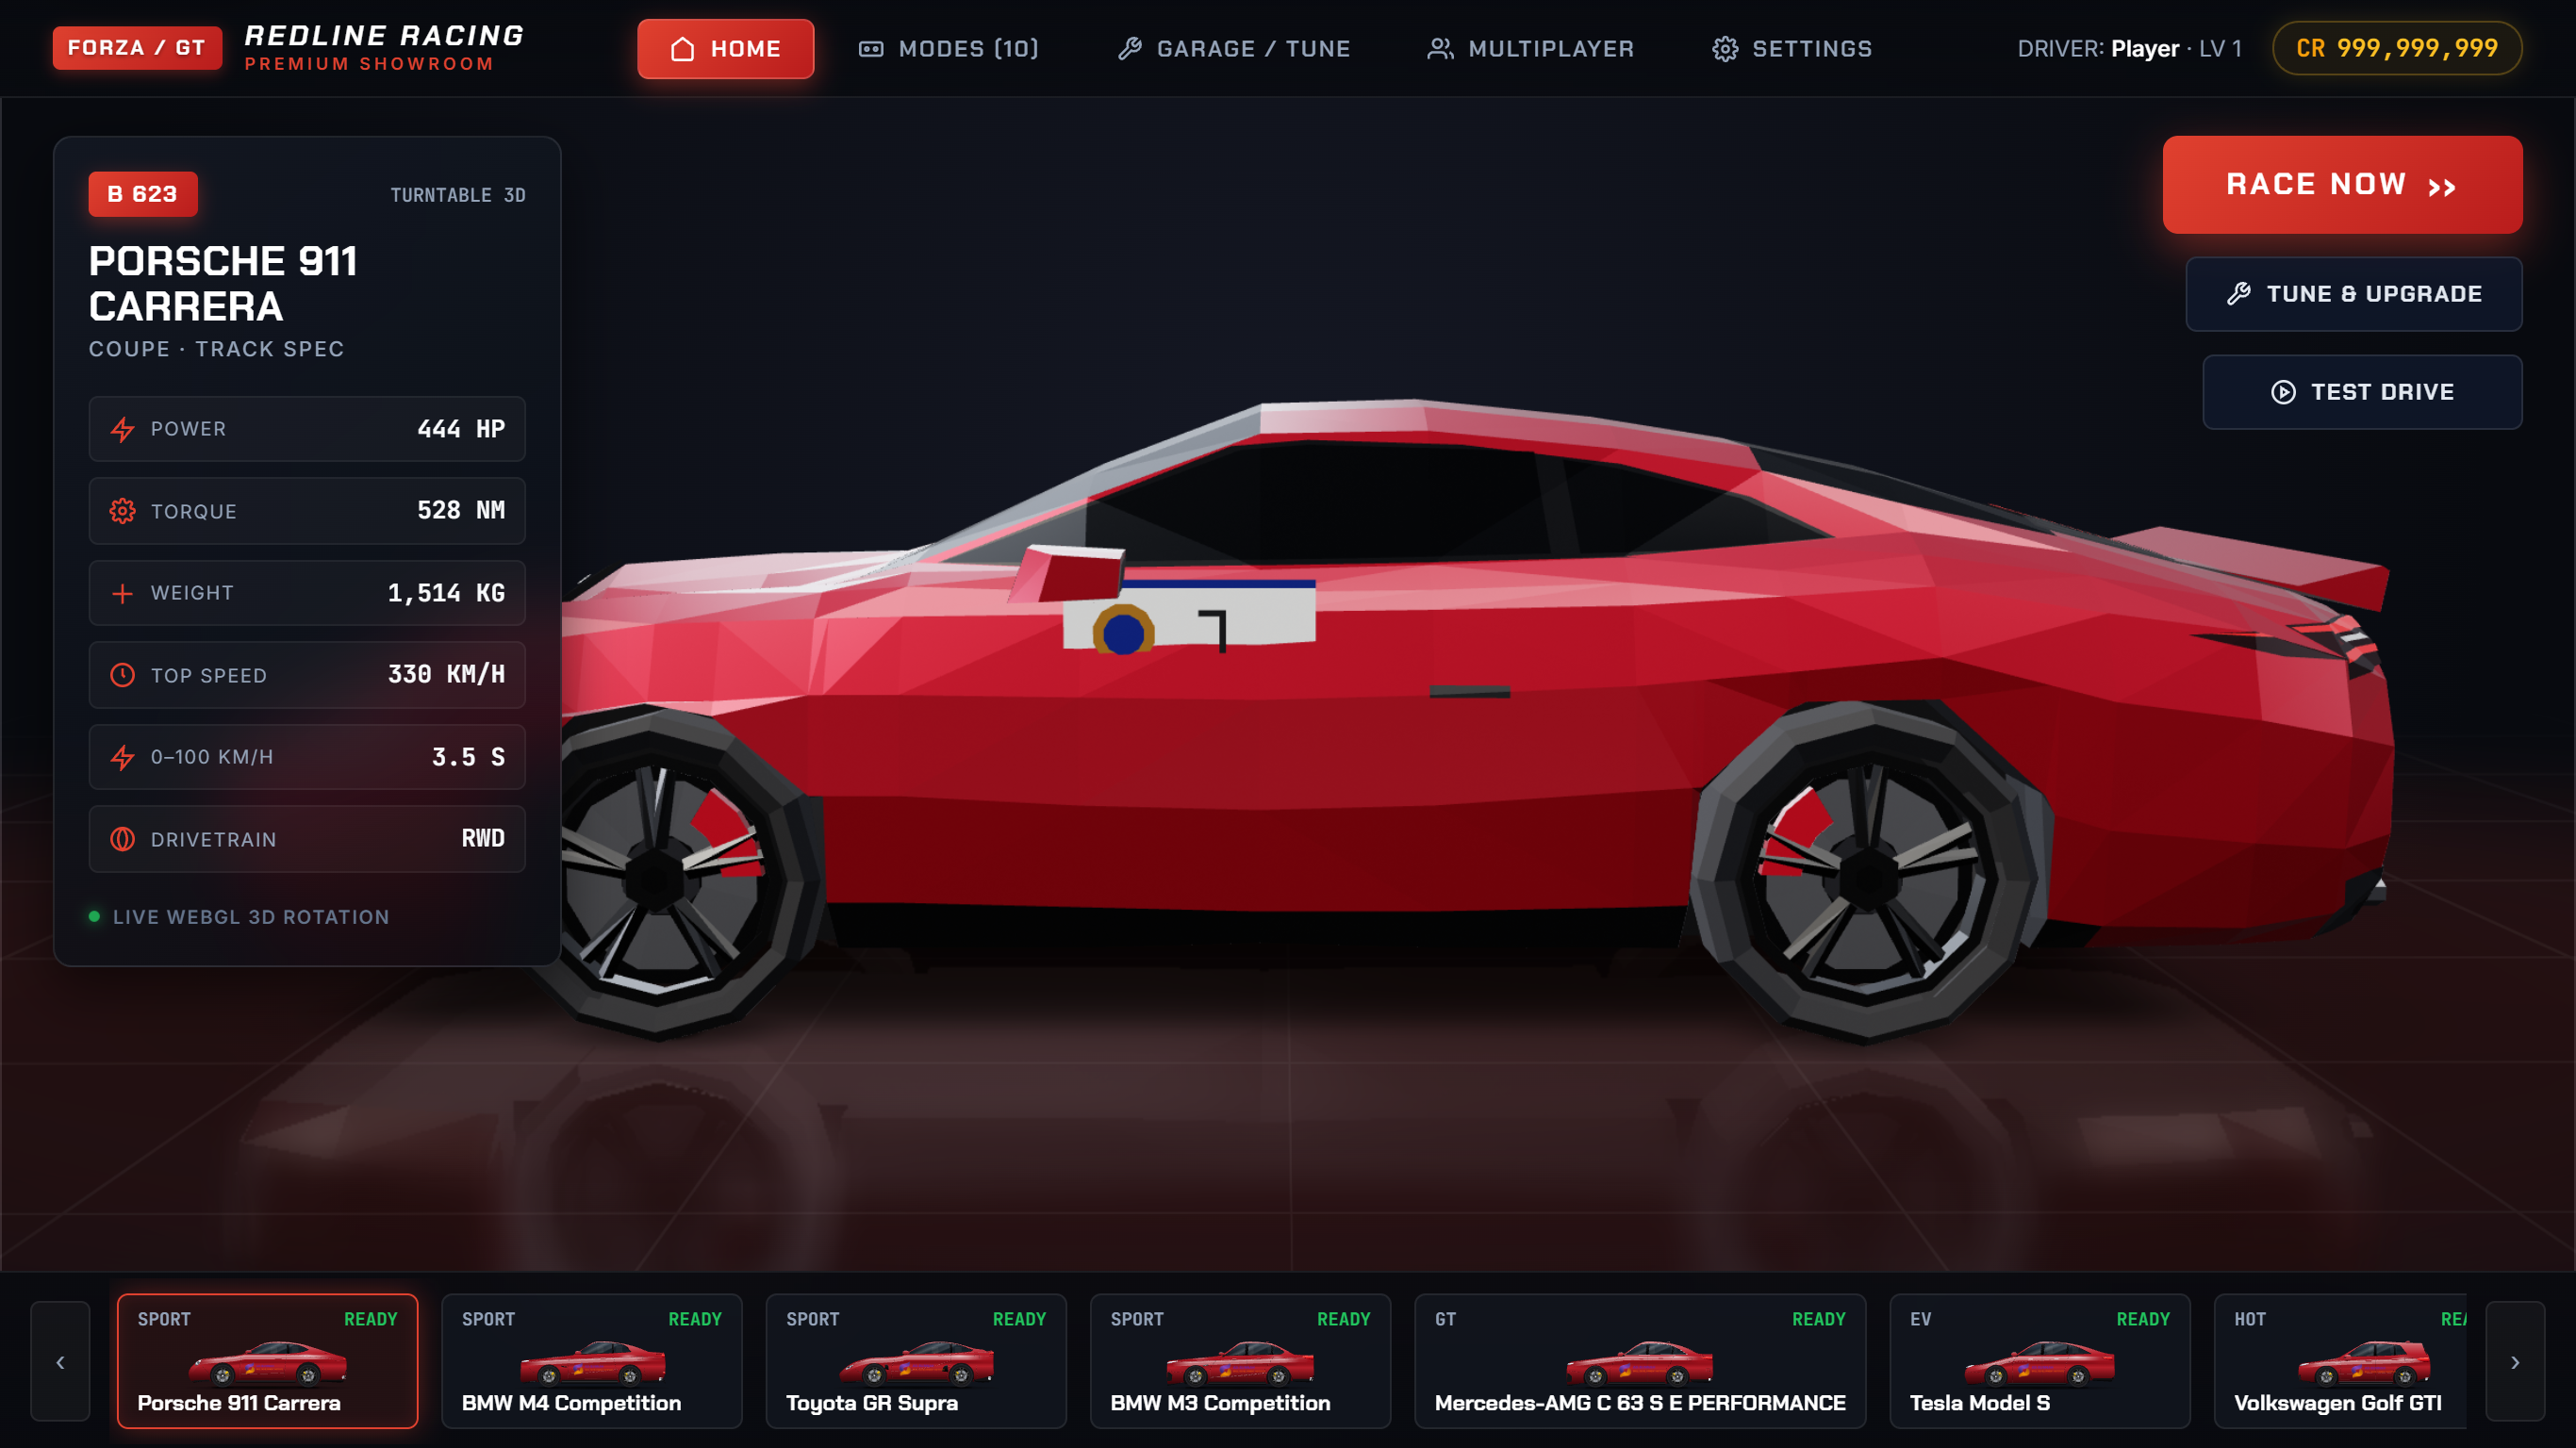 FORZA / GT
REDLINE RACING
PREMIUM SHOWROOM
HOME
MODES (10)
GARAGE / TUNE
MULTIPLAYER
SETTINGS
DRIVER: Player · LV 1
CR 999,999,999
B 623
TURNTABLE 3D
PORSCHE 911
CARRERA
COUPE · TRACK SPEC
POWER 444 HP
TORQUE 528 NM
WEIGHT 1,514 KG
TOP SPEED 330 KM/H
0–100 KM/H 3.5 S
DRIVETRAIN RWD
LIVE WEBGL 3D ROTATION
RACE NOW ››
TUNE & UPGRADE
TEST DRIVE
‹
SPORT READY
Porsche 911 Carrera
SPORT READY
BMW M4 Competition
SPORT READY
Toyota GR Supra
SPORT READY
BMW M3 Competition
GT READY
Mercedes-AMG C 63 S E PERFORMANCE
EV READY
Tesla Model S
HOT REA
Volkswagen Golf GTI
›